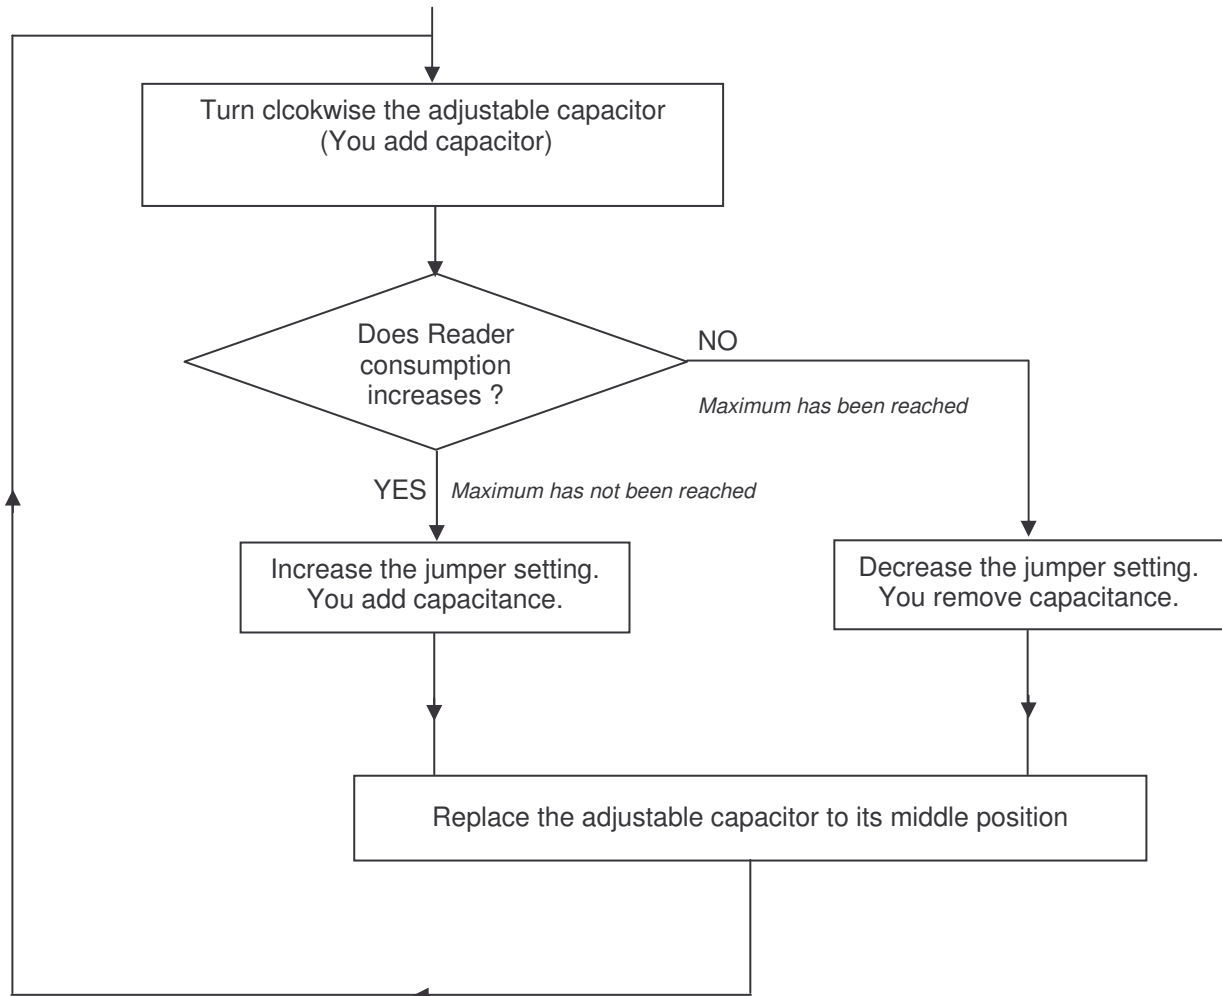 Turn clcokwise the adjustable capacitor
(You add capacitor)
Does Reader
consumption
increases ?
NO
Maximum has been reached
YES
Maximum has not been reached
Increase the jumper setting.
You add capacitance.
Decrease the jumper setting.
You remove capacitance.
Replace the adjustable capacitor to its middle position